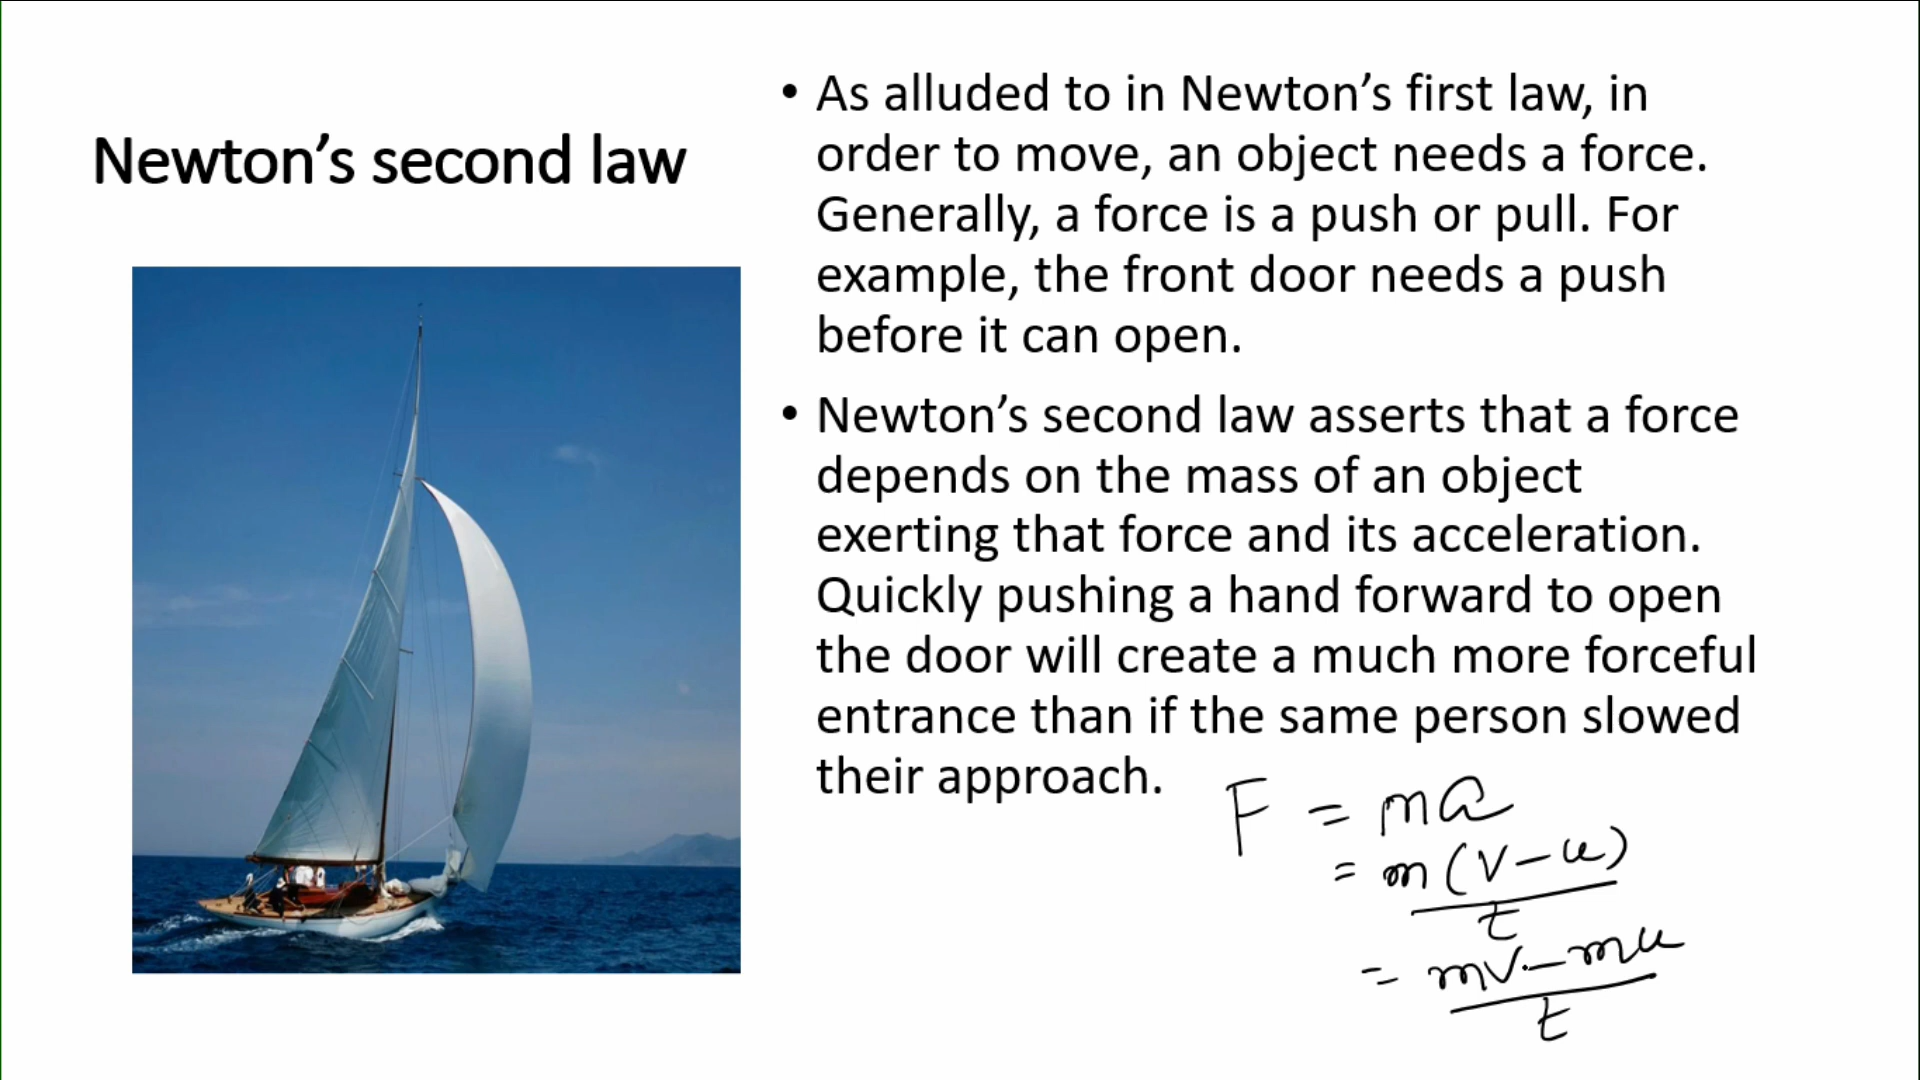 Newton’s second law
• As alluded to in Newton’s first law, in
order to move, an object needs a force.
Generally, a force is a push or pull. For
example, the front door needs a push
before it can open.
• Newton’s second law asserts that a force
depends on the mass of an object
exerting that force and its acceleration.
Quickly pushing a hand forward to open
the door will create a much more forceful
entrance than if the same person slowed
their approach.
F = ma
= m(v-u)
t
= mv-mu
t